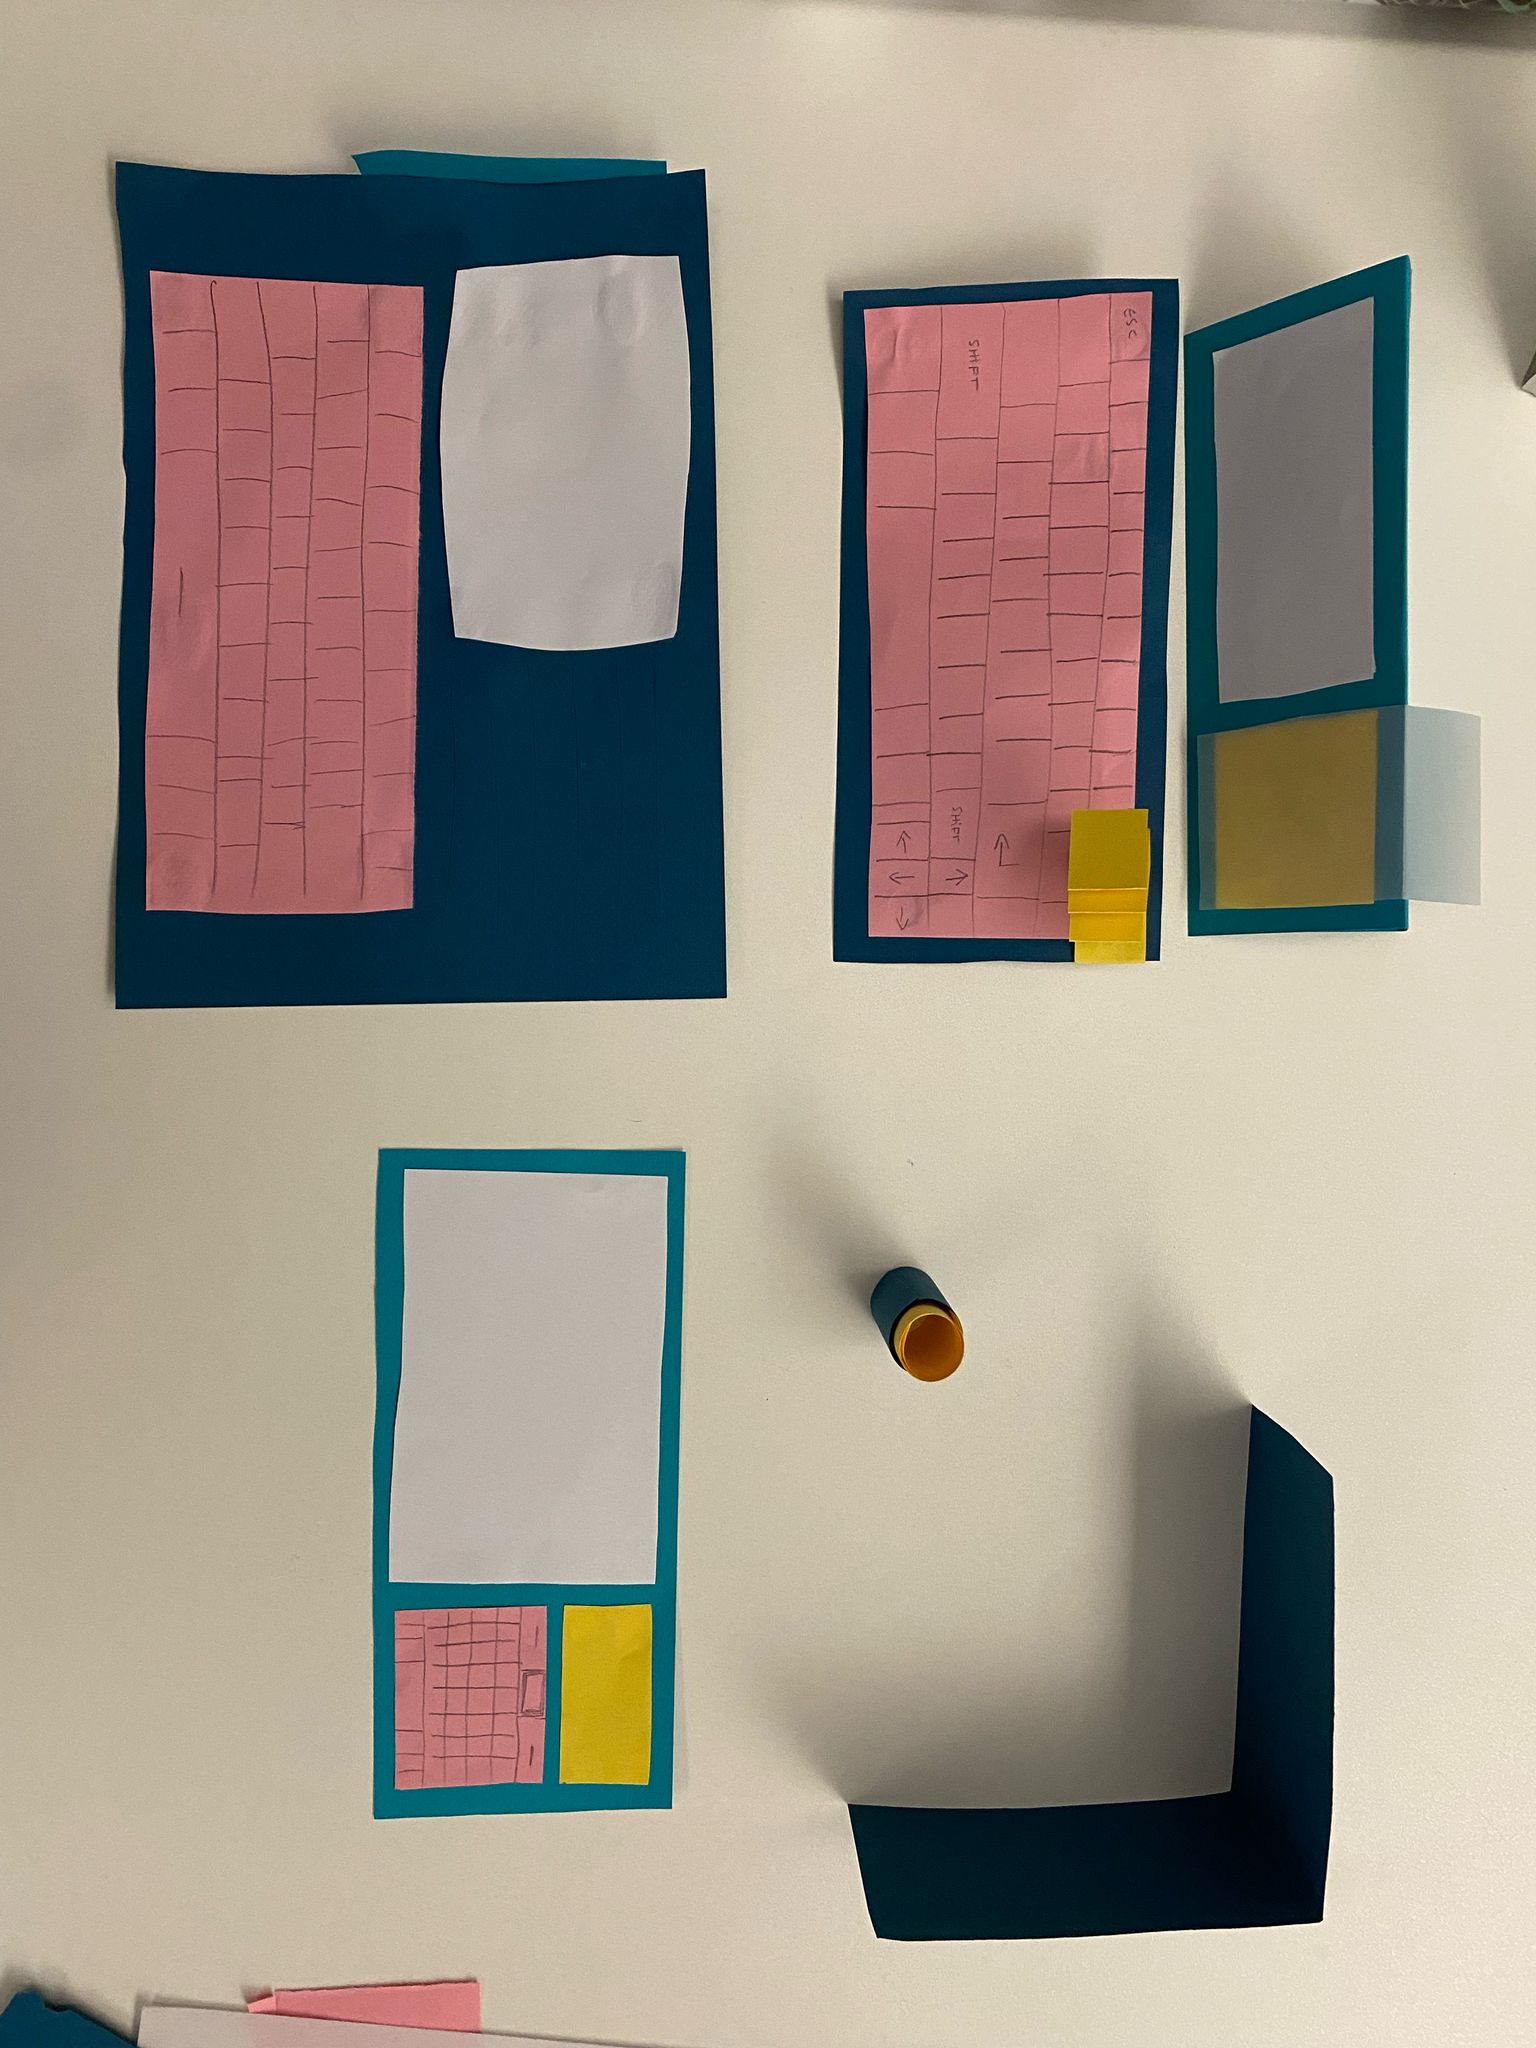 ESC
←
SHIFT
SHIFT ↑
← ↓ →